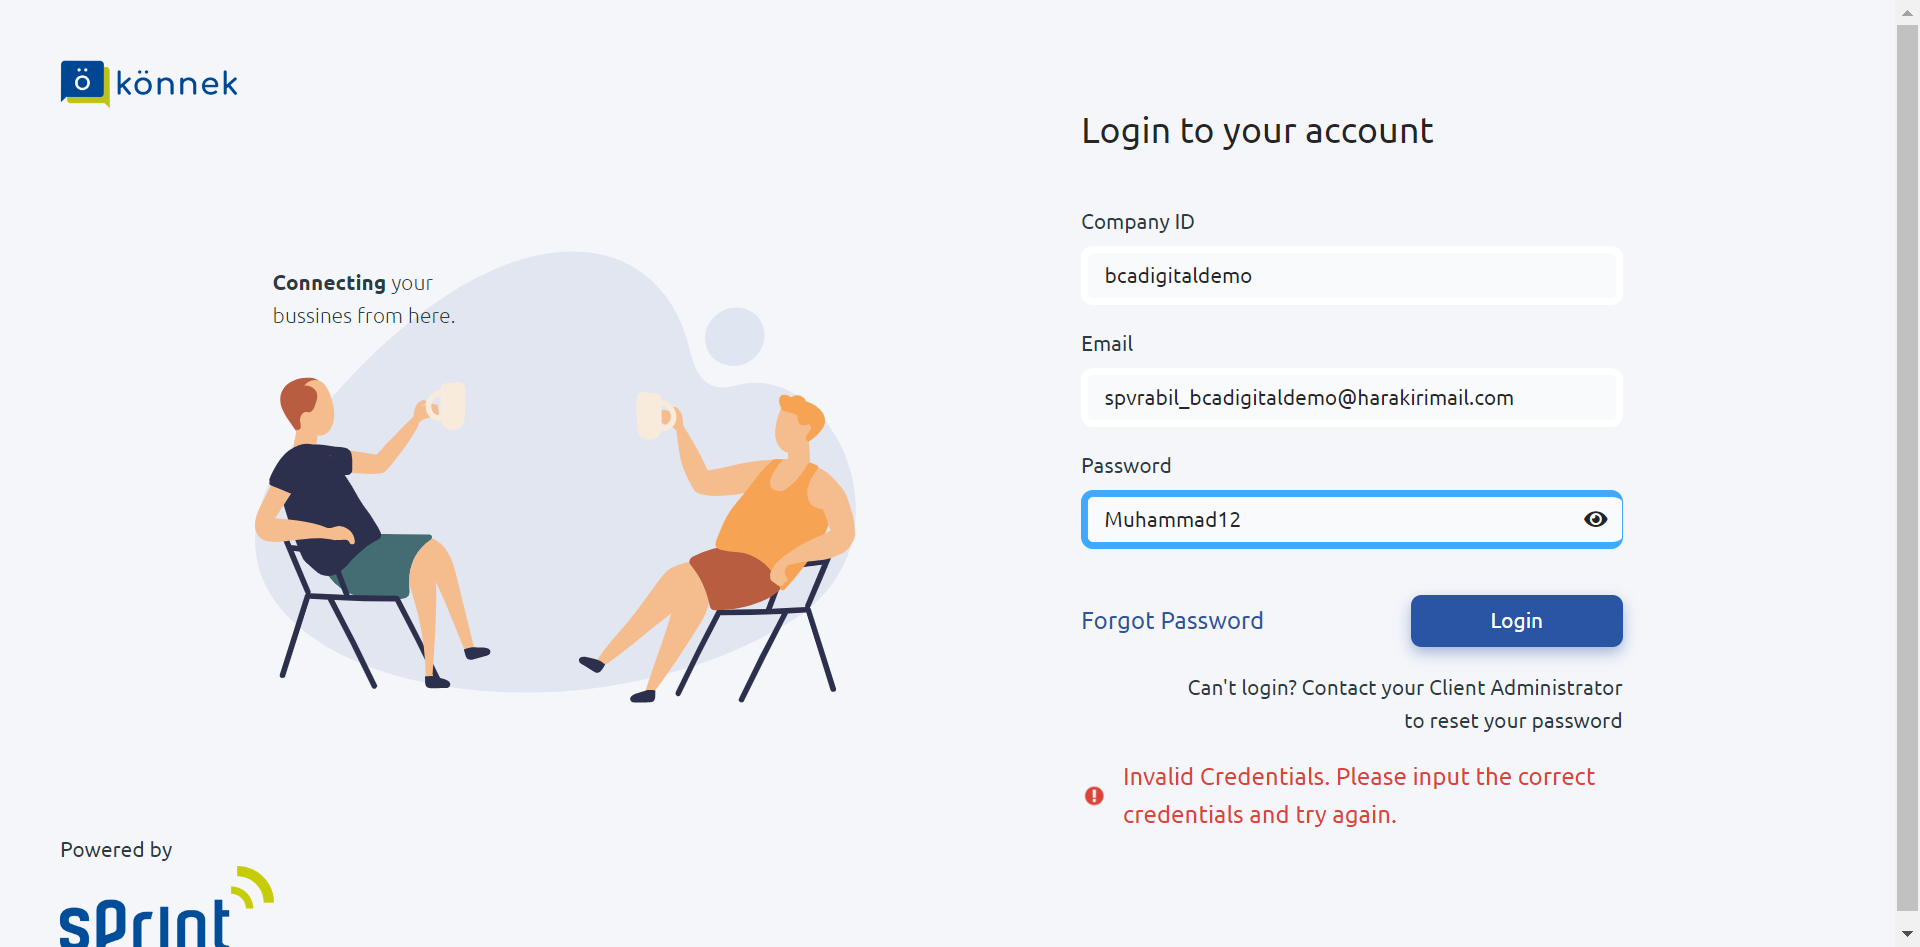 ö könnek
Login to your account
Company ID
bcadigitaldemo
Connecting your
bussines from here.
Email
spvrabil_bcadigitaldemo@harakirimail.com
Password
Muhammad12
Forgot Password
Login
Can't login? Contact your Client Administrator
to reset your password
Invalid Credentials. Please input the correct
credentials and try again.
Powered by
sprint